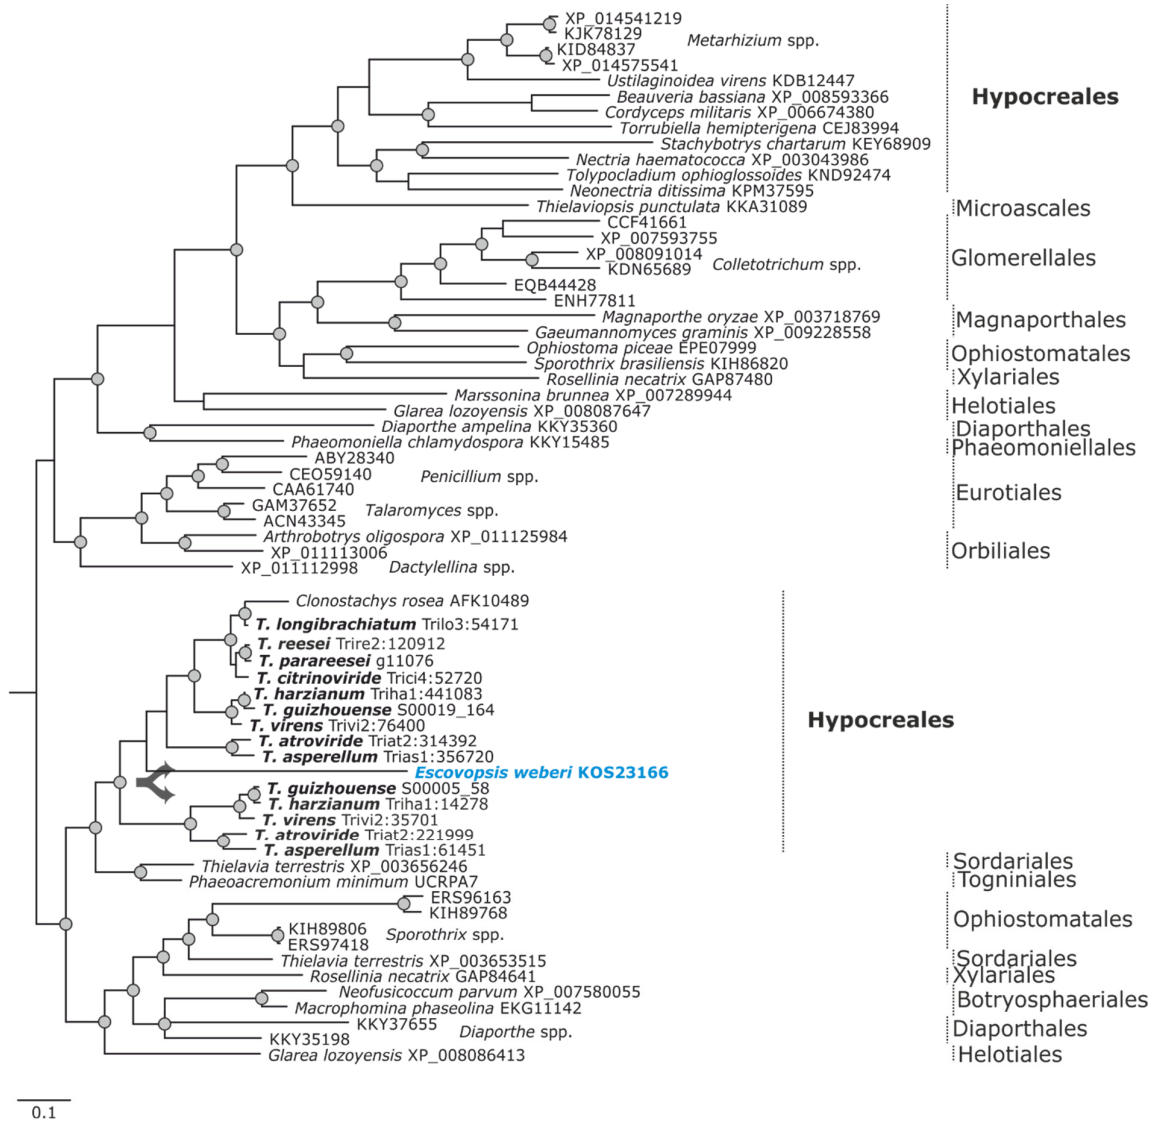 XP_014541219
KJK78129
Metarhizium spp.
KID84837
XP_014575541
Ustilaginoidea virens KDB12447
Beauveria bassiana XP_008593366
Hypocreales
Cordyceps militaris XP_006674380
Torrubiella hemipterigena CEJ83994
Stachybotrys chartarum KEY68909
Nectria haematococca XP_003043986
Tolypocladium ophioglossoides KND92474
Neonectria ditissima KPM37595
Thielaviopsis punctulata KKA31089
Microascales
CCF41661
XP_007593755
XP_008091014
Glomerellales
Colletotrichum spp.
KDN65689
EQB44428
ENH77811
Magnaporthe oryzae XP_003718769
Magnaporthales
Gaeumannomyces graminis XP_009228558
Ophiostoma piceae EPE07999
Ophiostomatales
Sporothrix brasiliensis KIH86820
Rosellinia necatrix GAP87480
Xylariales
Marssonina brunnea XP_007289944
Helotiales
Glarea lozoyensis XP_008087647
Diaporthe ampelina KKY35360
Diaporthales
Phaeomoniella chlamydospora KKY15485
Phaeomoniellales
ABY28340
CEO59140
Penicillium spp.
CAA61740
Eurotiales
GAM37652
Talaromyces spp.
ACN43345
Arthrobotrys oligospora XP_011125984
XP_011113006
Orbiliales
XP_011112998
Dactylellina spp.
Clonostachys rosea AFK10489
T. longibrachiatum Trilo3:54171
T. reesei Trire2:120912
T. parareesei g11076
T. citrinoviride Trici4:52720
T. harzianum Triha1:441083
T. guizhouense S00019_164
Hypocreales
T. virens Trivi2:76400
T. atroviride Triat2:314392
T. asperellum Trias1:356720
Escovopsis weberi KOS23166
T. guizhouense S00005_58
T. harzianum Triha1:14278
T. virens Trivi2:35701
T. atroviride Triat2:221999
T. asperellum Trias1:61451
Thielavia terrestris XP_003656246
Sordariales
Phaeoacremonium minimum UCRPA7
Togniniales
ERS96163
KIH89768
Ophiostomatales
KIH89806
Sporothrix spp.
ERS97418
Thielavia terrestris XP_003653515
Sordariales
Rosellinia necatrix GAP84641
Xylariales
Neofusicoccum parvum XP_007580055
Botryosphaeriales
Macrophomina phaseolina EKG11142
KKY37655
Diaporthe spp.
Diaporthales
KKY35198
Glarea lozoyensis XP_008086413
Helotiales
0.1